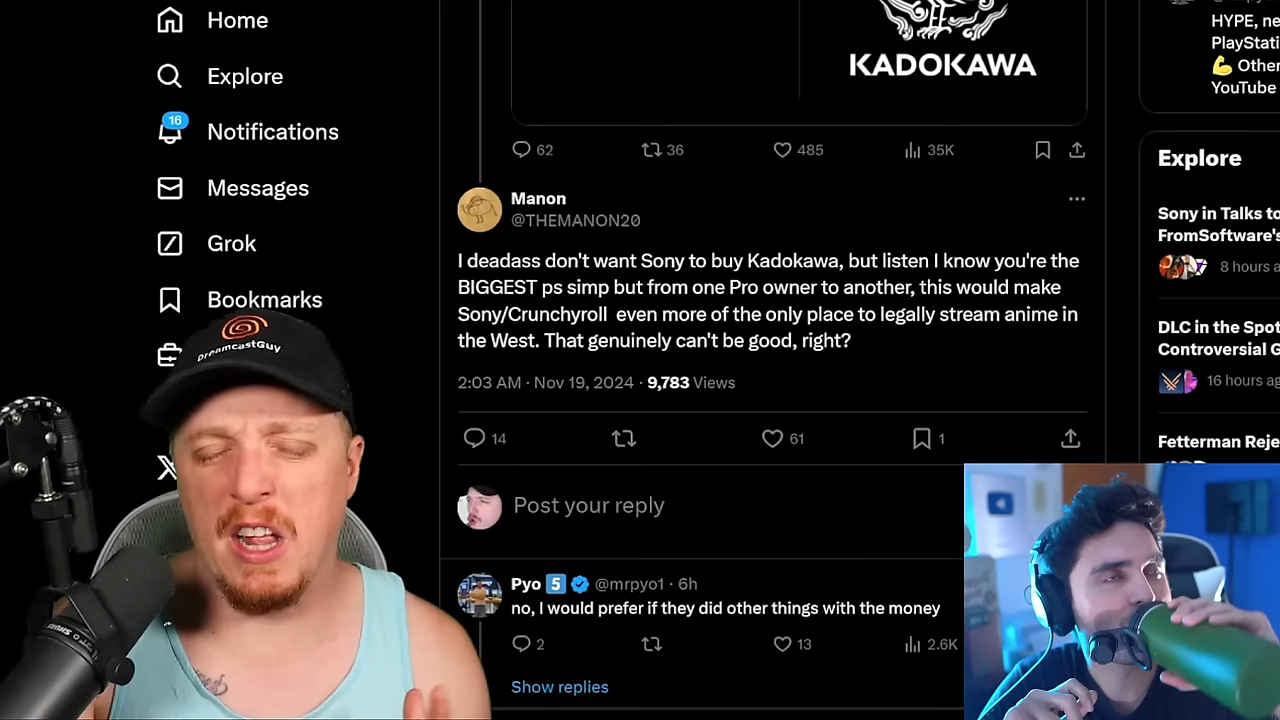 Home
Explore
16
Notifications
Messages
Grok
Bookmarks
DreamcastGuy
SHURE
KADOKAWA
62 36 485 35K
Manon
@THEMANON20
I deadass don't want Sony to buy Kadokawa, but listen I know you're the
BIGGEST ps simp but from one Pro owner to another, this would make
Sony/Crunchyroll even more of the only place to legally stream anime in
the West. That genuinely can't be good, right?
2:03 AM · Nov 19, 2024 · 9,783 Views
14 61 1
Post your reply
Pyo 5 @mrpyo1 · 6h
no, I would prefer if they did other things with the money
2 13 2.6K
Show replies
HYPE, ne
PlayStati
💪 Other
YouTube
Explore
Sony in Talks to
FromSoftware's
8 hours a
DLC in the Spot
Controversial G
16 hours ag
Fetterman Reje